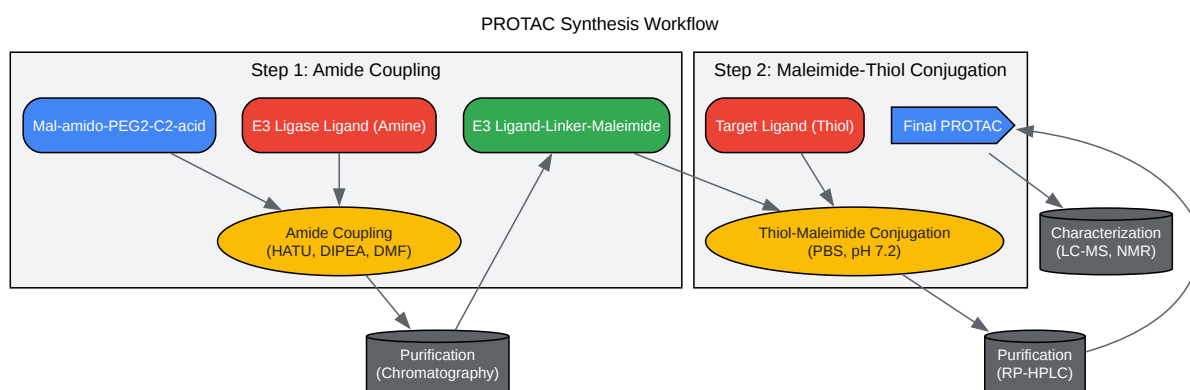 PROTAC Synthesis Workflow
Step 1: Amide Coupling
Step 2: Maleimide-Thiol Conjugation
Mal-amido-PEG2-C2-acid
E3 Ligase Ligand (Amine)
E3 Ligand-Linker-Maleimide
Target Ligand (Thiol)
Final PROTAC
Amide Coupling
(HATU, DIPEA, DMF)
Thiol-Maleimide Conjugation
(PBS, pH 7.2)
Characterization
(LC-MS, NMR)
Purification
(Chromatography)
Purification
(RP-HPLC)